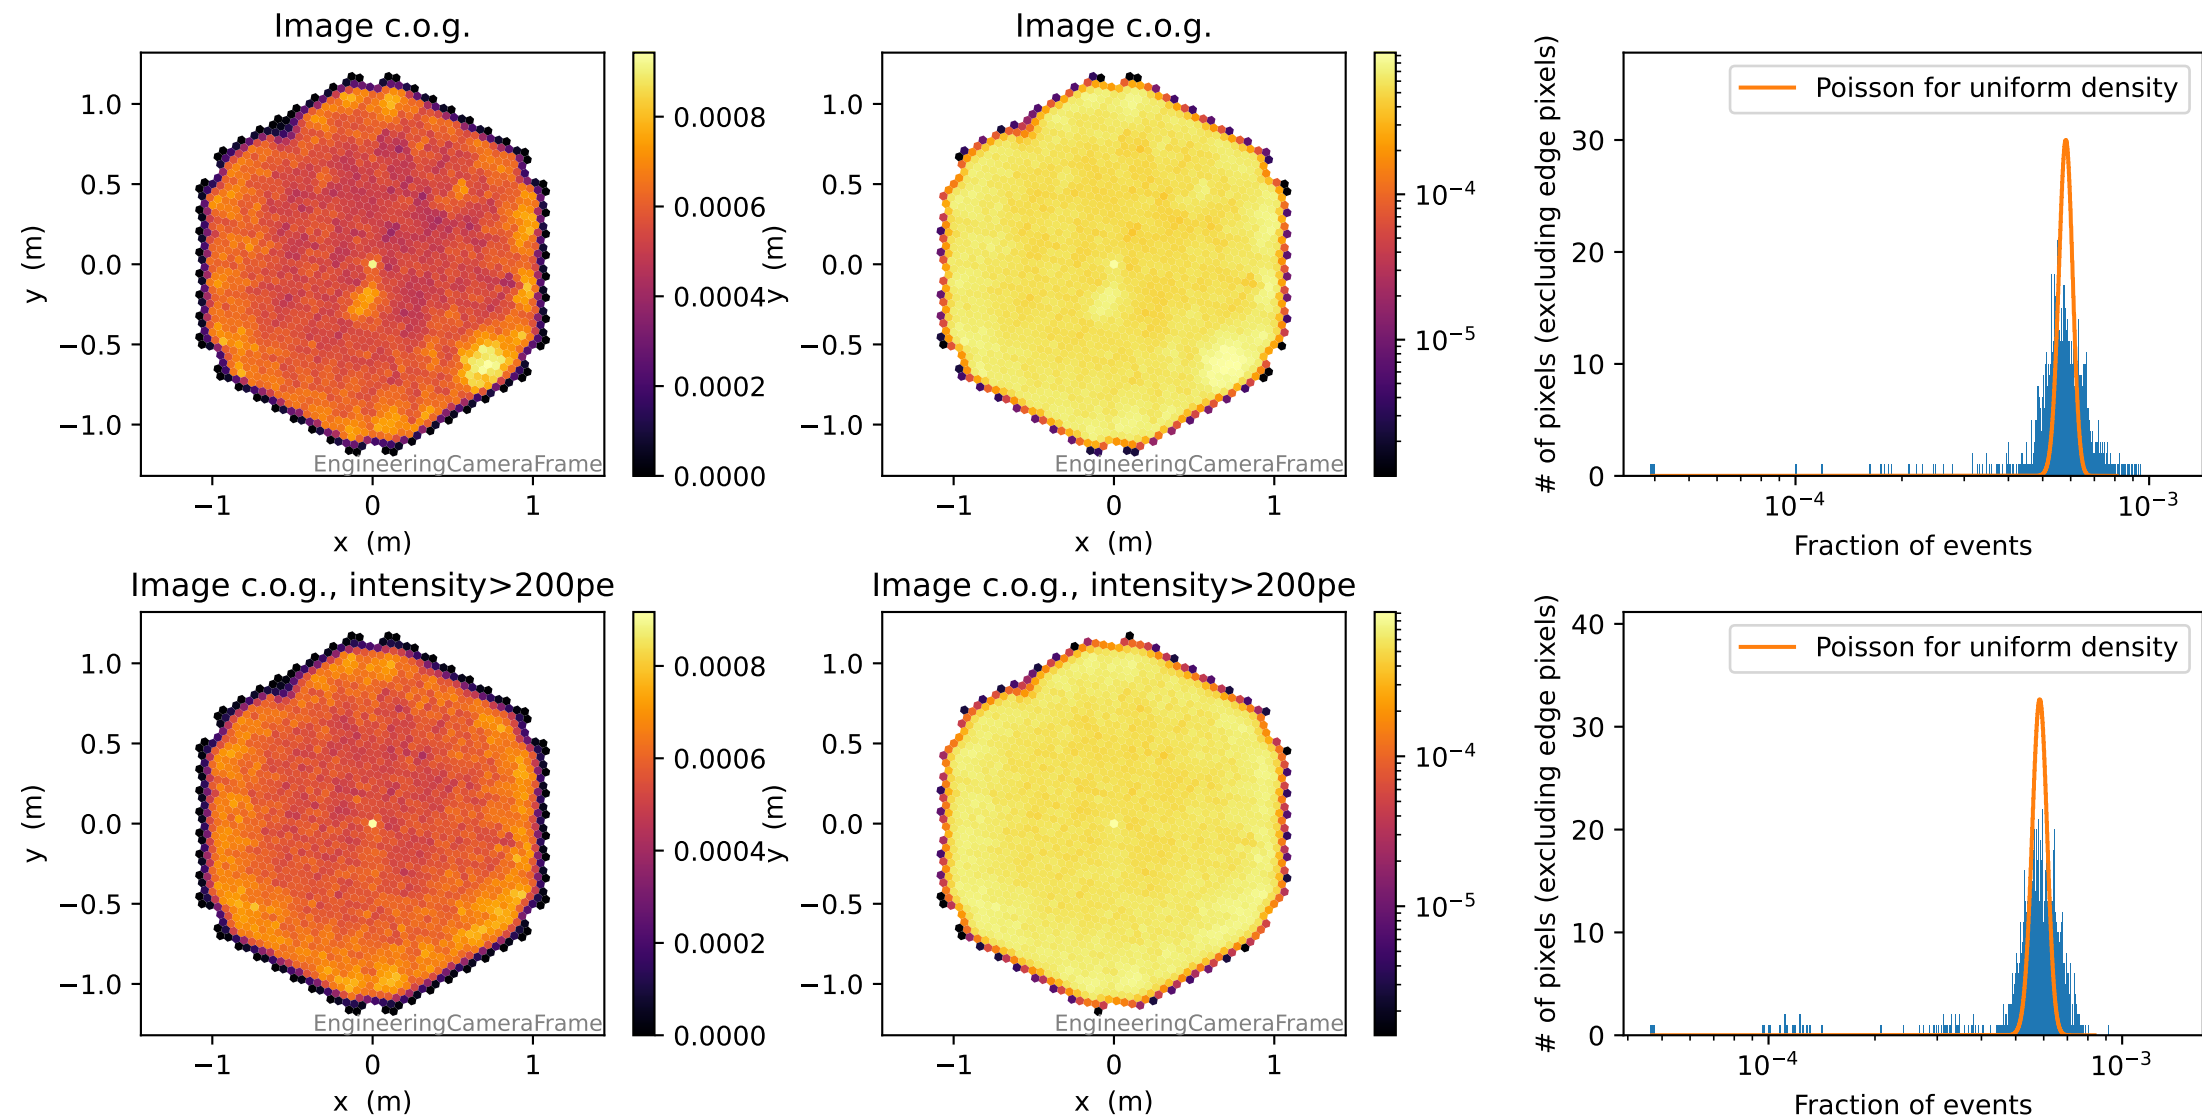 Image c.o.g.
1.0
0.5
0.0
−0.5
−1.0
y (m)
−1
0
1
x (m)
EngineeringCameraFrame
0.0008
0.0006
0.0004
0.0002
0.0000
Image c.o.g.
1.0
0.5
0.0
−0.5
−1.0
y (m)
−1
0
1
x (m)
EngineeringCameraFrame
10⁻⁴
10⁻⁵
Poisson for uniform density
# of pixels (excluding edge pixels)
30
20
10
0
10⁻⁴
10⁻³
Fraction of events
Image c.o.g., intensity>200pe
1.0
0.5
0.0
−0.5
−1.0
y (m)
−1
0
1
x (m)
EngineeringCameraFrame
0.0008
0.0006
0.0004
0.0002
0.0000
Image c.o.g., intensity>200pe
1.0
0.5
0.0
−0.5
−1.0
y (m)
−1
0
1
x (m)
EngineeringCameraFrame
10⁻⁴
10⁻⁵
Poisson for uniform density
# of pixels (excluding edge pixels)
40
30
20
10
0
10⁻⁴
10⁻³
Fraction of events